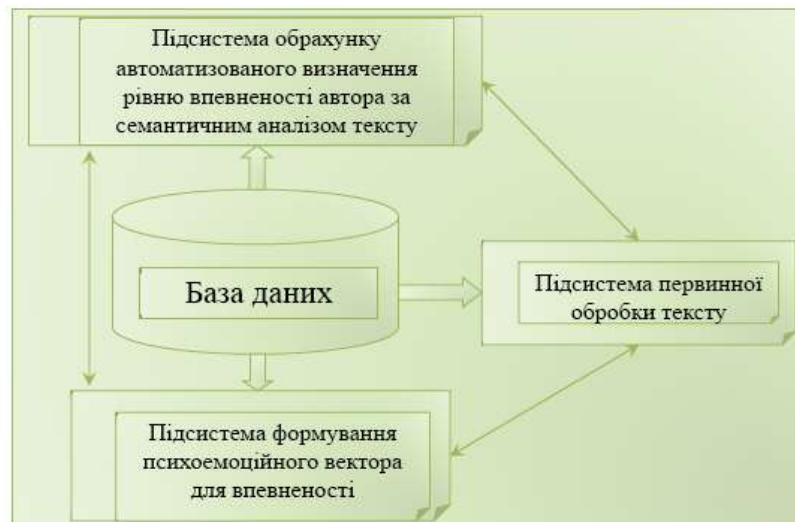 Підсистема обрахунку
автоматизованого визначення
рівню впевненості автора за
семантичним аналізом тексту
База даних
Підсистема первинної
обробки тексту
Підсистема формування
психоемоційного вектора
для впевненості